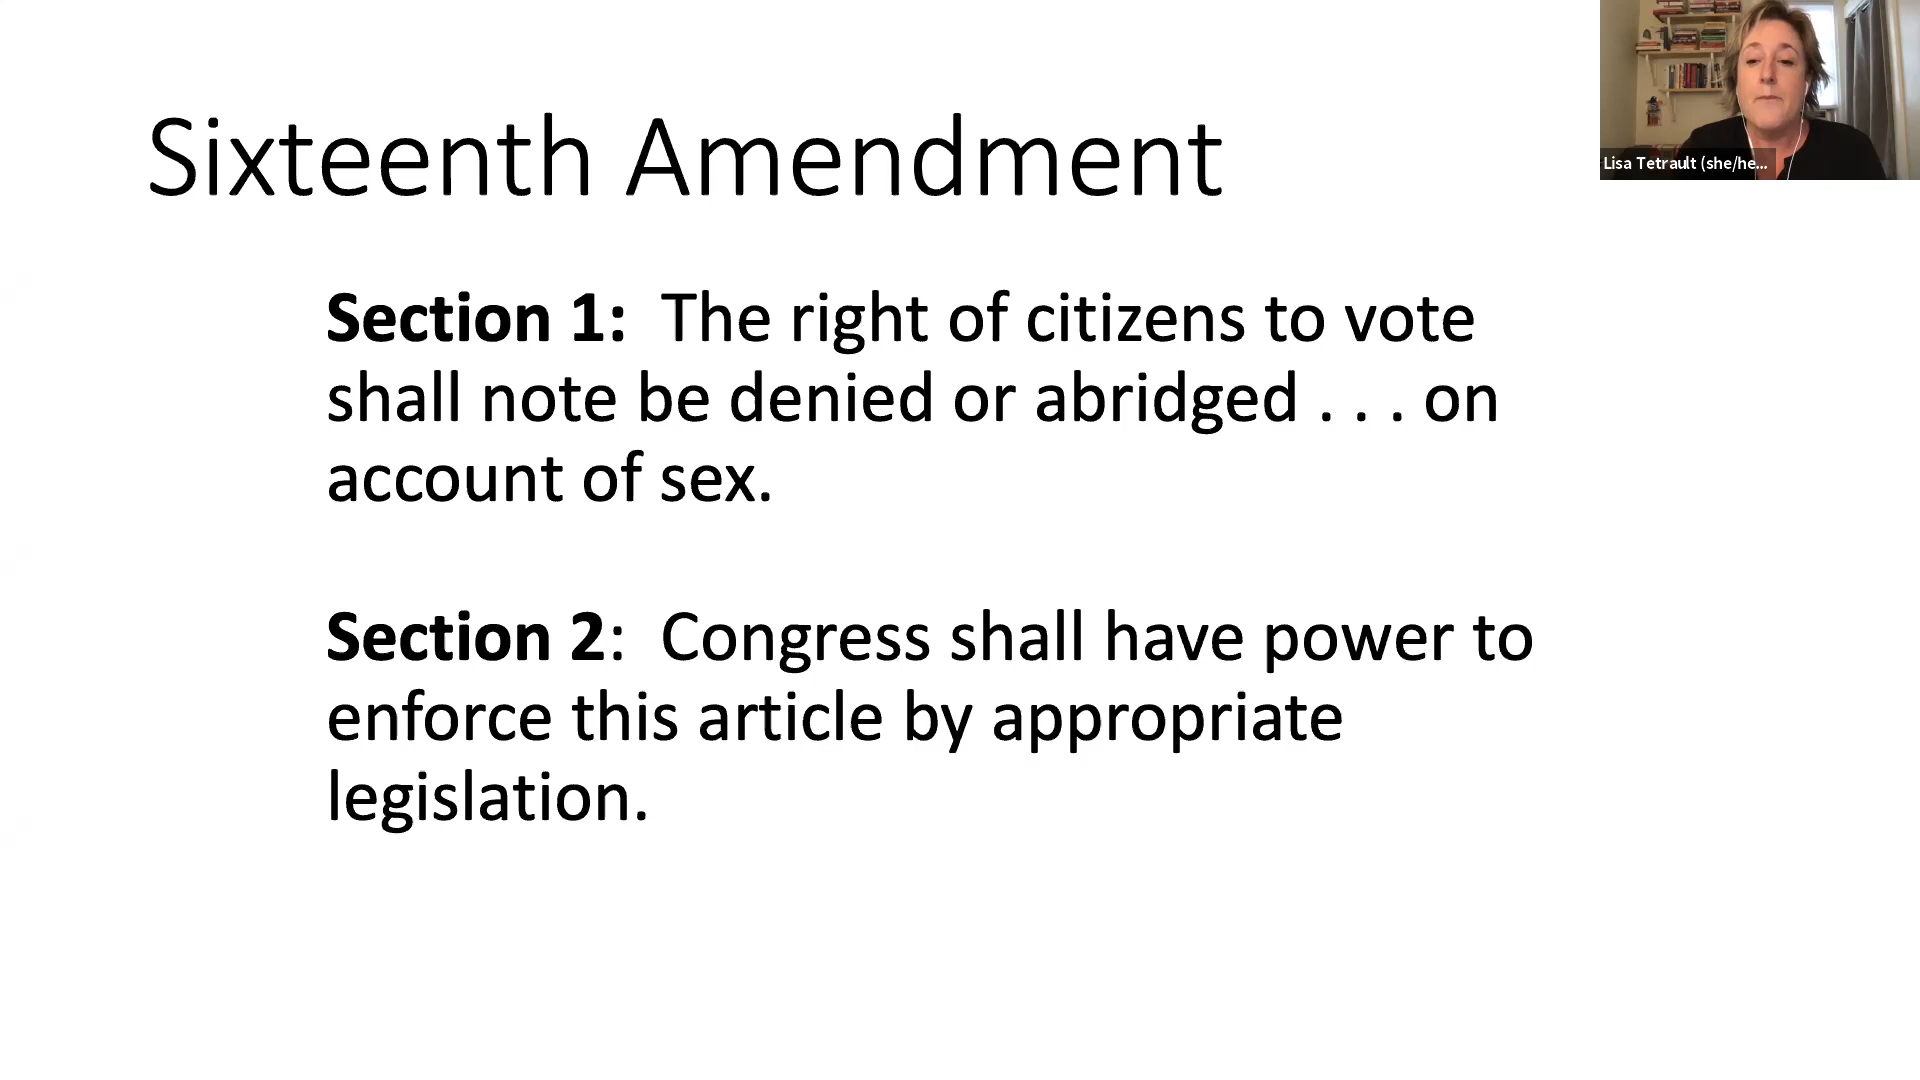 Sixteenth Amendment
Lisa Tetrault (she/he...
Section 1:  The right of citizens to vote
shall note be denied or abridged . . . on
account of sex.
Section 2:  Congress shall have power to
enforce this article by appropriate
legislation.